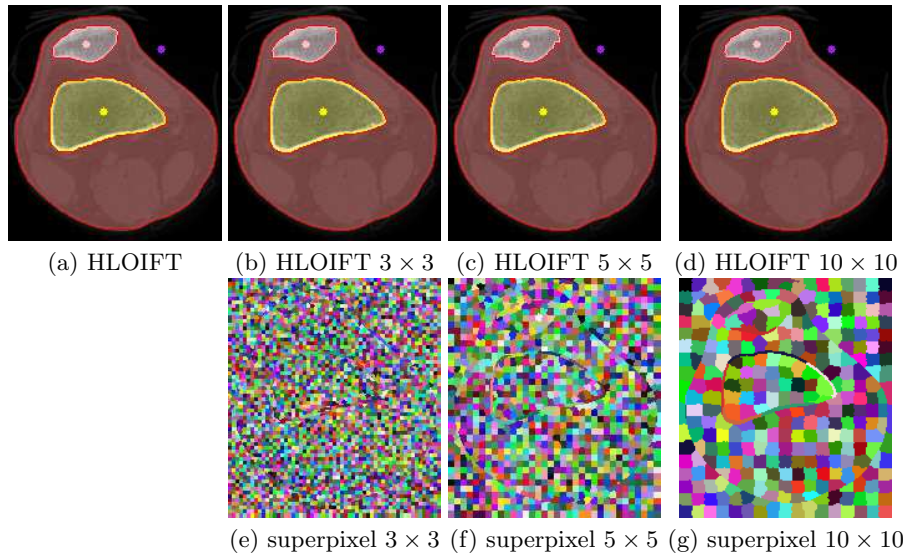 (a) HLOIFT
(b) HLOIFT 3 × 3
(c) HLOIFT 5 × 5
(d) HLOIFT 10 × 10
(e) superpixel 3 × 3
(f) superpixel 5 × 5
(g) superpixel 10 × 10